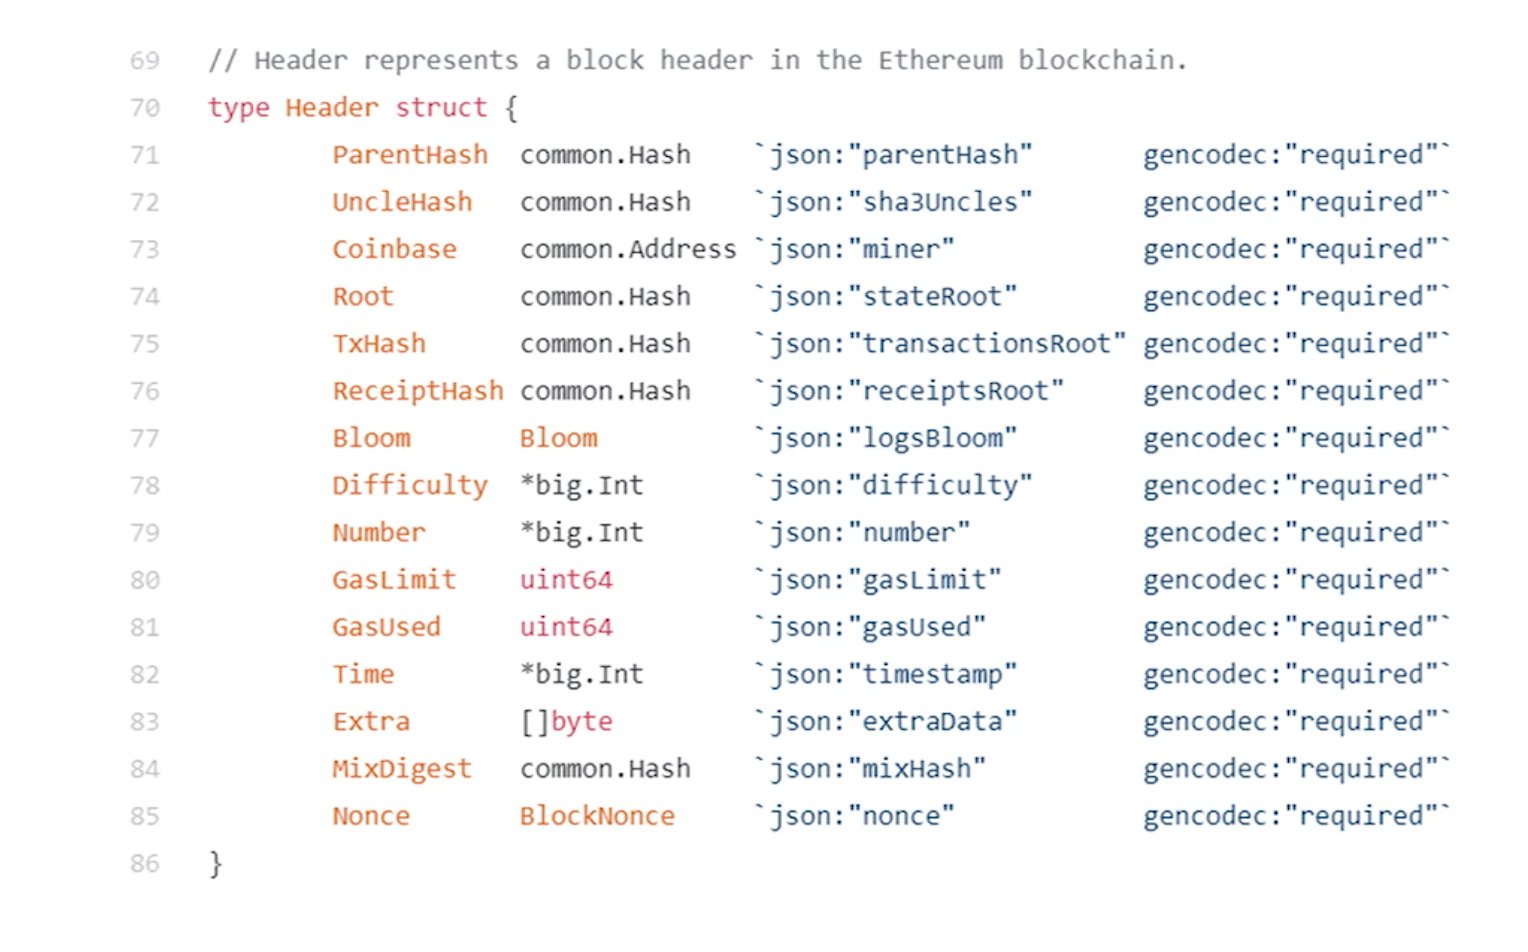 69 // Header represents a block header in the Ethereum blockchain.
70 type Header struct {
71 ParentHash common.Hash `json:"parentHash" gencodec:"required"`
72 UncleHash common.Hash `json:"sha3Uncles" gencodec:"required"`
73 Coinbase common.Address `json:"miner" gencodec:"required"`
74 Root common.Hash `json:"stateRoot" gencodec:"required"`
75 TxHash common.Hash `json:"transactionsRoot" gencodec:"required"`
76 ReceiptHash common.Hash `json:"receiptsRoot" gencodec:"required"`
77 Bloom Bloom `json:"logsBloom" gencodec:"required"`
78 Difficulty *big.Int `json:"difficulty" gencodec:"required"`
79 Number *big.Int `json:"number" gencodec:"required"`
80 GasLimit uint64 `json:"gasLimit" gencodec:"required"`
81 GasUsed uint64 `json:"gasUsed" gencodec:"required"`
82 Time *big.Int `json:"timestamp" gencodec:"required"`
83 Extra []byte `json:"extraData" gencodec:"required"`
84 MixDigest common.Hash `json:"mixHash" gencodec:"required"`
85 Nonce BlockNonce `json:"nonce" gencodec:"required"`
86 }